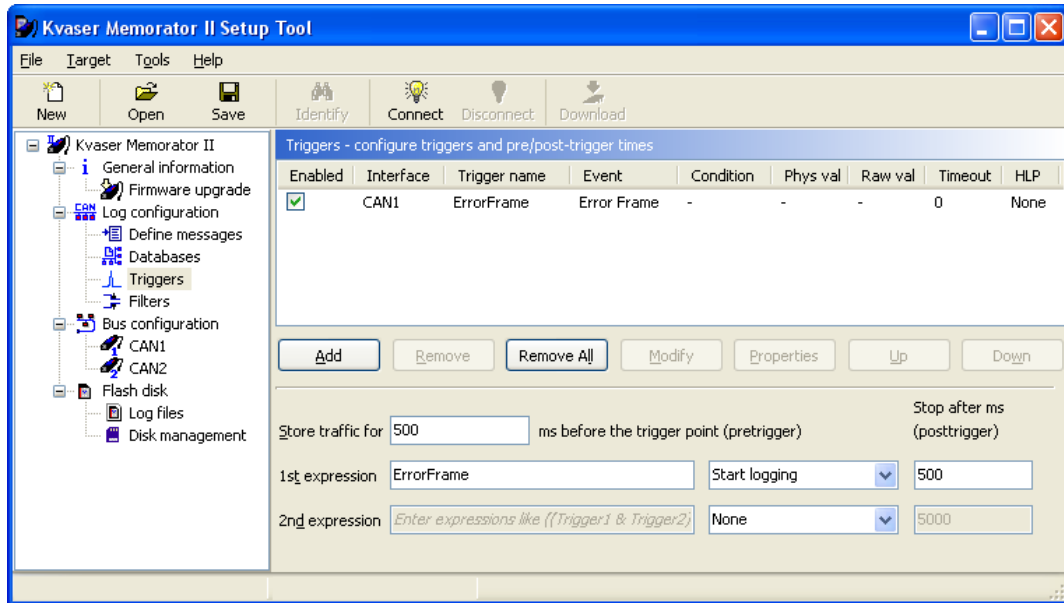 Kvaser Memorator II Setup Tool
File Target Tools Help
New Open Save Identify Connect Disconnect Download
Kvaser Memorator II
General information
Firmware upgrade
CAN Log configuration
Define messages
Databases
Triggers
Filters
Bus configuration
1 CAN1
2 CAN2
Flash disk
Log files
Disk management
Triggers - configure triggers and pre/post-trigger times
Enabled Interface Trigger name Event Condition Phys val Raw val Timeout HLP
CAN1 ErrorFrame Error Frame - - - 0 None
Add Remove Remove All Modify Properties Up Down
Stop after ms
Store traffic for 500 ms before the trigger point (pretrigger) (posttrigger)
1st expression ErrorFrame Start logging 500
2nd expression Enter expressions like ((Trigger1 & Trigger2) None 5000